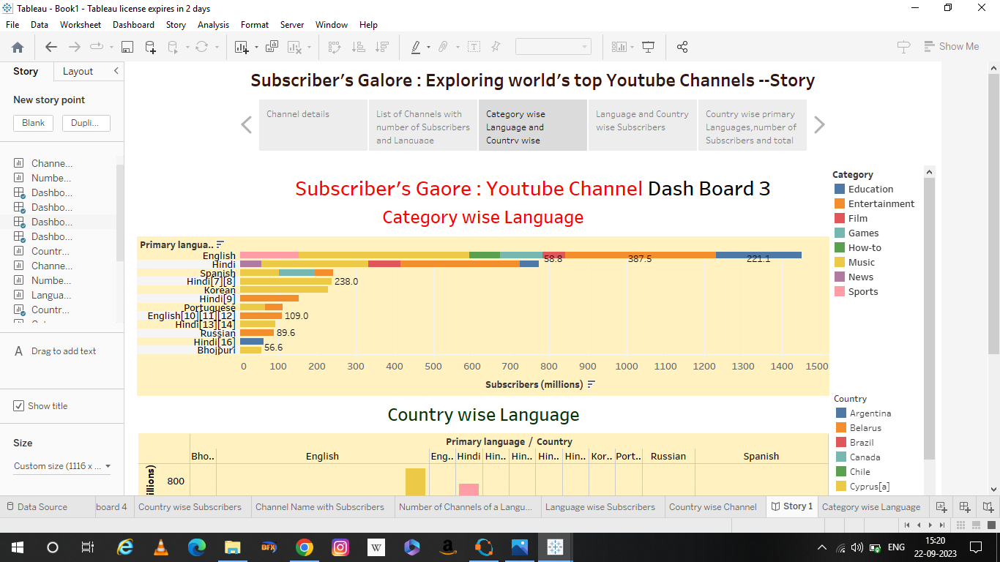 Tableau - Book1 - Tableau license expires in 2 days
File Data Worksheet Dashboard Story Analysis Format Server Window Help
Show Me
Story Layout
New story point
Blank Dupli...
Channe...
Numbe...
Dashbo...
Dashbo...
Dashbo...
Dashbo...
Countr...
Channe...
Numbe...
Langua...
Countr...
Drag to add text
Show title
Size
Custom size (1116 x ...
Subscriber's Galore : Exploring world's top Youtube Channels --Story
Channel details
List of Channels with
number of Subscribers
and Language
Category wise
Language and
Country wise
Language and Country
wise Subscribers
Country wise primary
Languages,number of
Subscribers and total
Subscriber's Gaore : Youtube Channel Dash Board 3
Category wise Language
Primary langua..
English 58.8 387.5 221.1
Hindi
Spanish
Hindi[7][8] 238.0
Korean
Hindi[9]
Portuguese
English[10][11][12] 109.0
Hindi[13][14]
Russian 89.6
Hindi[16]
Bhojpuri 56.6
0 100 200 300 400 500 600 700 800 900 1000 1100 1200 1300 1400 1500
Subscribers (millions)
Category
Education
Entertainment
Film
Games
How-to
Music
News
Sports
Country wise Language
Primary language / Country
Bho.. English Eng.. Hindi Hin.. Hin.. Hin.. Hin.. Kor.. Port.. Russian Spanish
800
illions)
Country
Argentina
Belarus
Brazil
Canada
Chile
Cyprus[a]
Data Source board 4 Country wise Subscribers Channel Name with Subscribers Number of Channels of a Langu... Language wise Subscribers Country wise Channel Story 1 Category wise Language
DFX W a ENG 15:20
22-09-2023